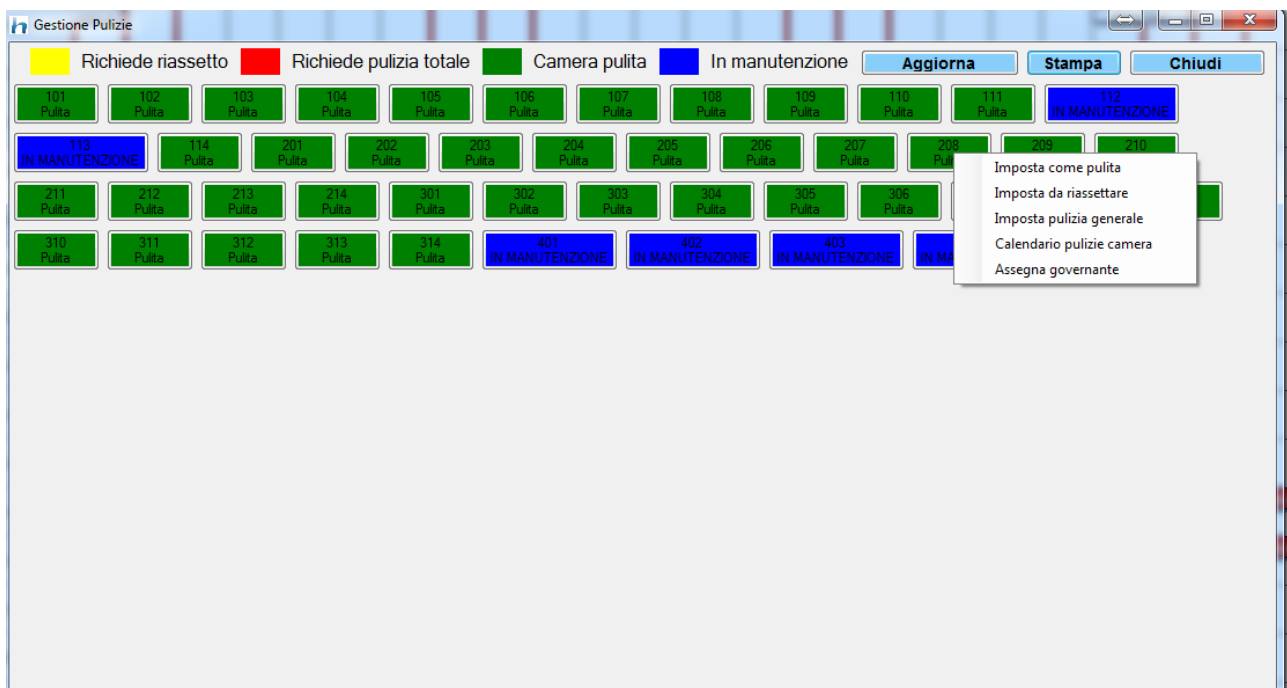 Gestione Pulizie
Richiede riassetto Richiede pulizia totale Camera pulita In manutenzione Aggiorna Stampa Chiudi
101 102 103 104 105 106 107 108 109 110 111 112
Pulita Pulita Pulita Pulita Pulita Pulita Pulita Pulita Pulita Pulita Pulita IN MANUTENZIONE
113 114 201 202 203 204 205 206 207 208 209 210
IN MANUTENZIONE Pulita Pulita Pulita Pulita Pulita Pulita Pulita Pulita
Imposta come pulita
Imposta da riassettare
Imposta pulizia generale
Calendario pulizie camera
Assegna governante
211 212 213 214 301 302 303 304 305 306
Pulita Pulita Pulita Pulita Pulita Pulita Pulita Pulita Pulita Pulita
310 311 312 313 314 401 402 403
Pulita Pulita Pulita Pulita Pulita IN MANUTENZIONE IN MANUTENZIONE IN MANUTENZIONE IN